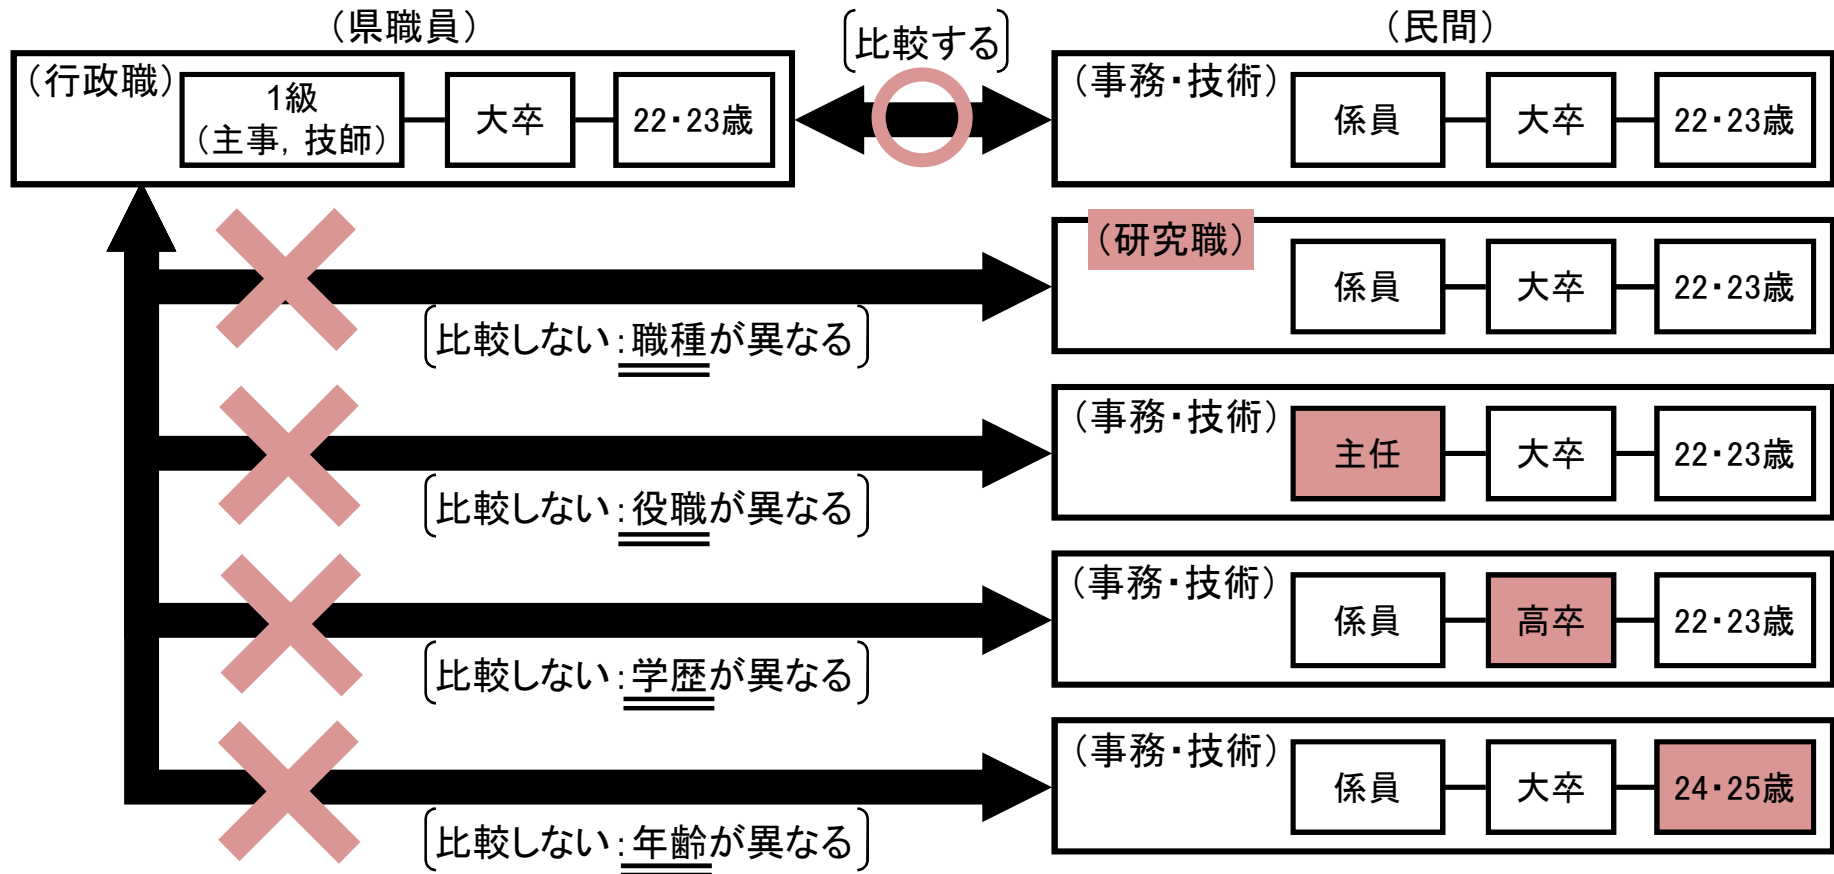 （県職員）
〔比較する〕
（民間）
（行政職）
1級
（主事，技師）
大卒
22・23歳
（事務・技術）
係員
大卒
22・23歳
（研究職）
係員
大卒
22・23歳
〔比較しない：職種が異なる〕
（事務・技術）
主任
大卒
22・23歳
〔比較しない：役職が異なる〕
（事務・技術）
係員
高卒
22・23歳
〔比較しない：学歴が異なる〕
（事務・技術）
係員
大卒
24・25歳
〔比較しない：年齢が異なる〕